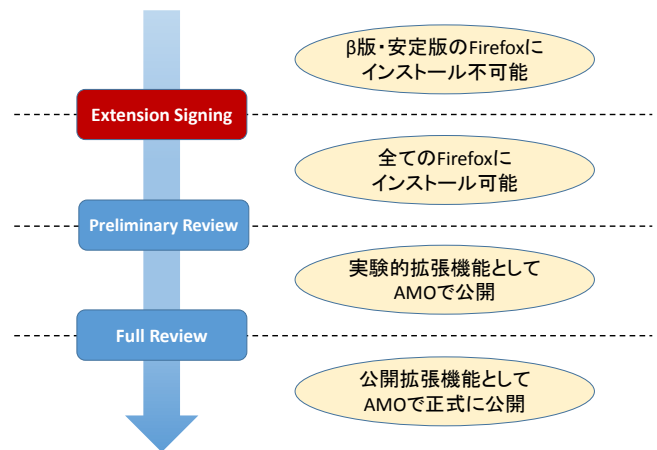 β版・安定版のFirefoxに
インストール不可能
Extension Signing
全てのFirefoxに
インストール可能
Preliminary Review
実験的拡張機能として
AMOで公開
Full Review
公開拡張機能として
AMOで正式に公開